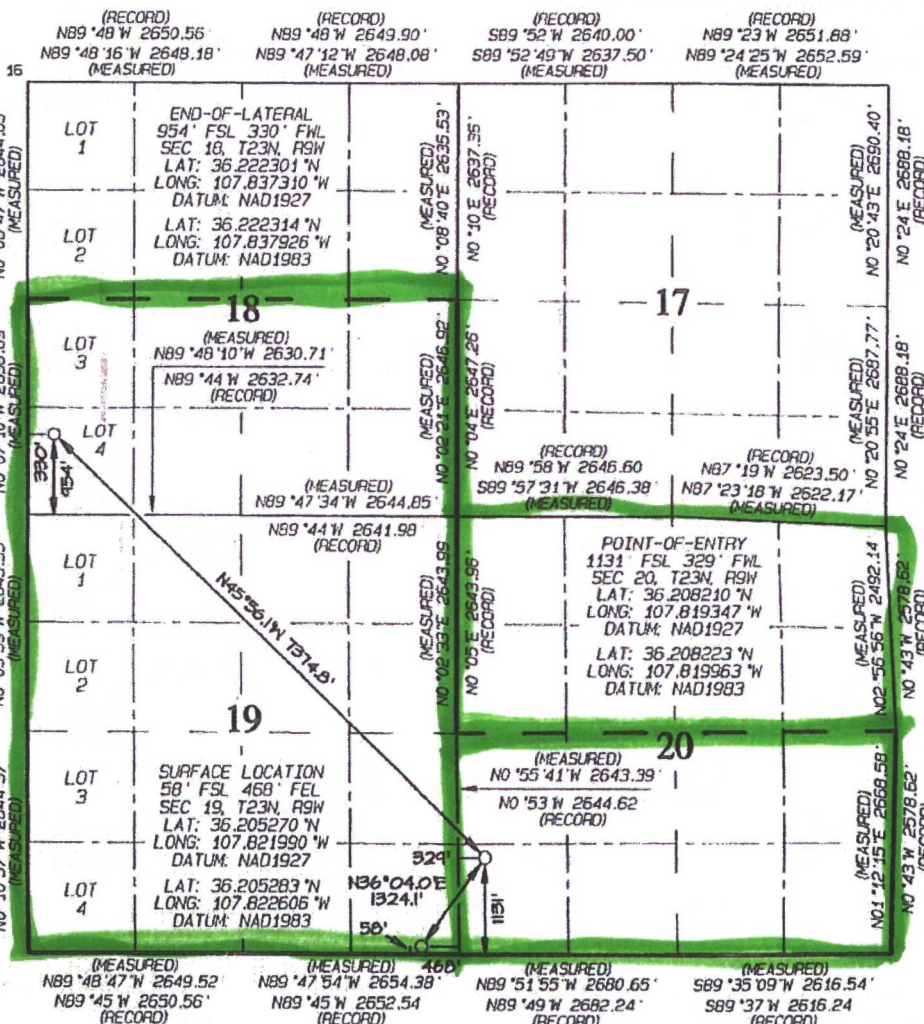 (RECORD)
N89°48'W 2650.56'
N89°48'16"W 2648.18'
(MEASURED)
(RECORD)
N89°48'W 2649.90'
N89°47'12"W 2648.08'
(MEASURED)
(RECORD)
S89°52'W 2640.00'
S89°52'49"W 2637.50'
(MEASURED)
(RECORD)
N89°23'W 2651.88'
N89°24'25"W 2652.59'
(MEASURED)
16
LOT
1
END-OF-LATERAL
954' FSL 330' FWL
SEC 18, T23N, R9W
LAT: 36.222301°N
LONG: 107.837310°W
DATUM: NAD1927
LAT: 36.222314°N
LONG: 107.837926°W
DATUM: NAD1983
LOT
2
(MEASURED)
(MEASURED)
N0°08'40"E 2635.53'
N0°10'E 2637.35'
(RECORD)
(MEASURED)
N0°20'43"E 2690.40'
N0°24'E 2688.18'
(RECORD)
18
17
LOT
3
(MEASURED)
N89°48'10"W 2630.71'
N89°44'W 2632.74'
(RECORD)
LOT
4
330'
954'
(MEASURED)
(MEASURED)
N0°02'21"E 2646.92'
N0°04'E 2647.26'
(RECORD)
(MEASURED)
N0°20'55"E 2687.77'
N0°24'E 2688.18'
(RECORD)
(MEASURED)
N89°47'34"W 2644.85'
N89°44'W 2641.98'
(RECORD)
(RECORD)
N89°58'W 2646.60'
S89°57'31"W 2646.38'
(MEASURED)
(RECORD)
N87°19'W 2623.50'
N87°23'18"W 2622.17'
(MEASURED)
LOT
1
LOT
2
N45°56.1'W 7374.8'
(MEASURED)
(MEASURED)
N0°02'33"E 2643.99'
N0°05'E 2643.96'
(RECORD)
POINT-OF-ENTRY
1131' FSL 329' FWL
SEC 20, T23N, R9W
LAT: 36.208210°N
LONG: 107.819347°W
DATUM: NAD1927
LAT: 36.208223°N
LONG: 107.819963°W
DATUM: NAD1983
(MEASURED)
N02°56'56"W 2492.14'
N0°43'W 2578.62'
(RECORD)
19
20
LOT
3
SURFACE LOCATION
58' FSL 468' FEL
SEC 19, T23N, R9W
LAT: 36.205270°N
LONG: 107.821990°W
DATUM: NAD1927
LAT: 36.205283°N
LONG: 107.822606°W
DATUM: NAD1983
LOT
4
(MEASURED)
(MEASURED)
N0°55'41"W 2643.39'
N0°53'W 2644.62'
(RECORD)
329'
N36°04.0'E
1324.1'
1131'
58'
468'
(MEASURED)
N01°12'15"E 2668.58'
N0°43'W 2578.62'
(RECORD)
(MEASURED)
N89°48'47"W 2649.52'
N89°45'W 2650.56'
(RECORD)
(MEASURED)
N89°47'54"W 2654.38'
N89°45'W 2652.54'
(RECORD)
(MEASURED)
N89°51'55"W 2680.65'
N89°49'W 2682.24'
(RECORD)
(MEASURED)
S89°35'09"W 2616.54'
S89°37'W 2616.24'
(RECORD)